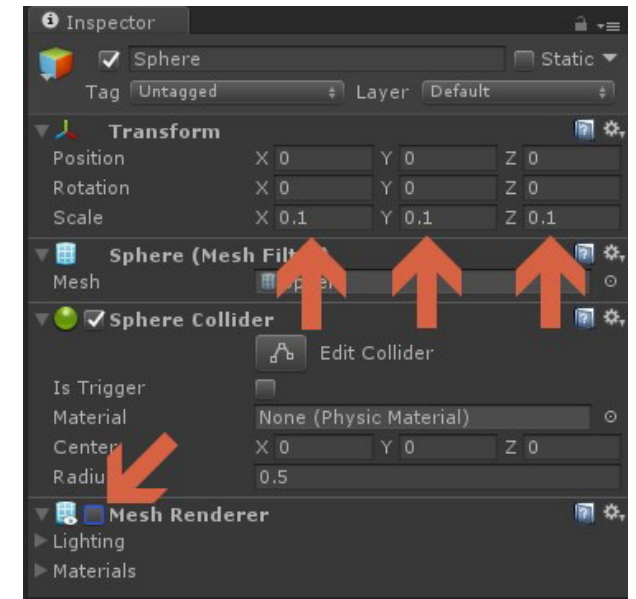 Inspector
Sphere Static
Tag Untagged Layer Default
Transform
Position X 0 Y 0 Z 0
Rotation X 0 Y 0 Z 0
Scale X 0.1 Y 0.1 Z 0.1
Sphere (Mesh
Mesh
Sphere Collider
Edit Collider
Is Trigger
Material None (Physic Material)
Center X 0 Y 0 Z 0
0.5
Mesh Renderer
Lighting
Materials